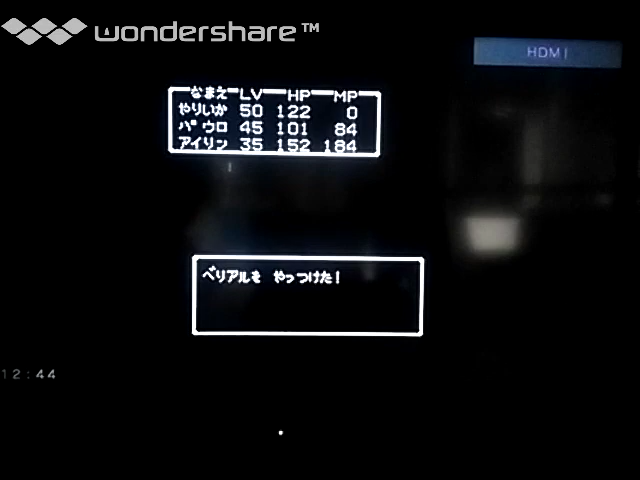 wondershare™
HDMI
なまえ LV HP MP
やりいか 50 122 0
パウロ 45 101 84
アイリン 35 152 184
ベリアルを やっつけた!
12:44